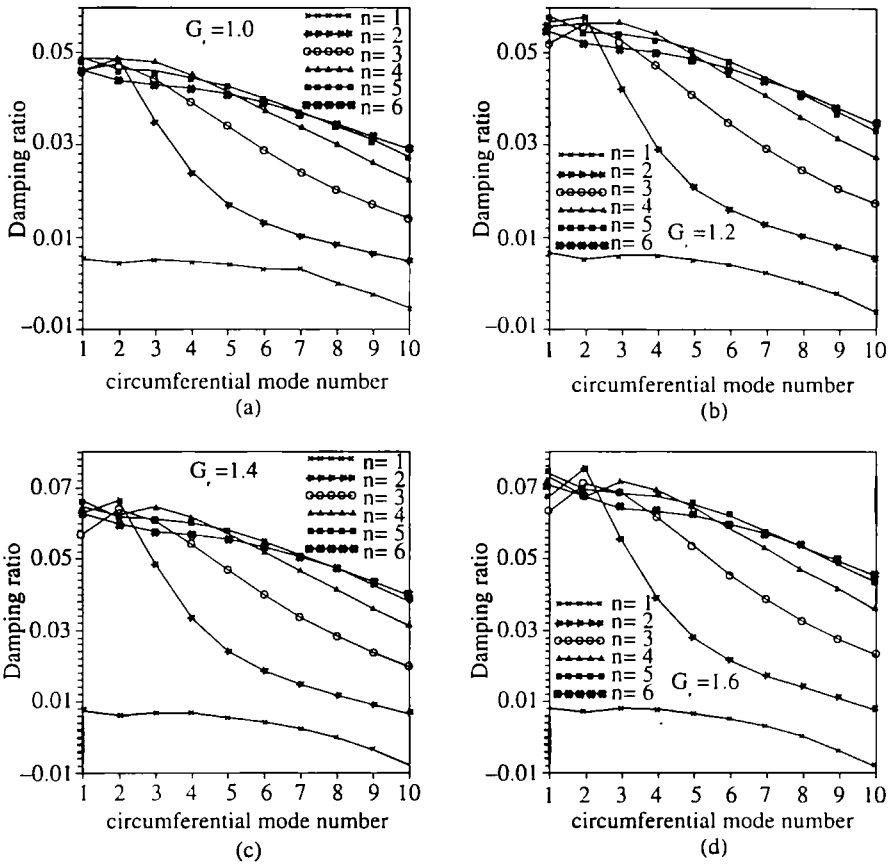 G_r=1.0
n= 1
n= 2
n= 3
n= 4
n= 5
n= 6
0.05
0.03
0.01
−0.01
Damping ratio
1 2 3 4 5 6 7 8 9 10
circumferential mode number
(a)
n= 1
n= 2
n= 3
n= 4
n= 5
n= 6
G_r=1.2
0.05
0.03
0.01
−0.01
Damping ratio
1 2 3 4 5 6 7 8 9 10
circumferential mode number
(b)
G_r=1.4
n= 1
n= 2
n= 3
n= 4
n= 5
n= 6
0.07
0.05
0.03
0.01
−0.01
Damping ratio
1 2 3 4 5 6 7 8 9 10
circumferential mode number
(c)
n= 1
n= 2
n= 3
n= 4
n= 5
n= 6
G_r=1.6
0.07
0.05
0.03
0.01
−0.01
Damping ratio
1 2 3 4 5 6 7 8 9 10
circumferential mode number
(d)